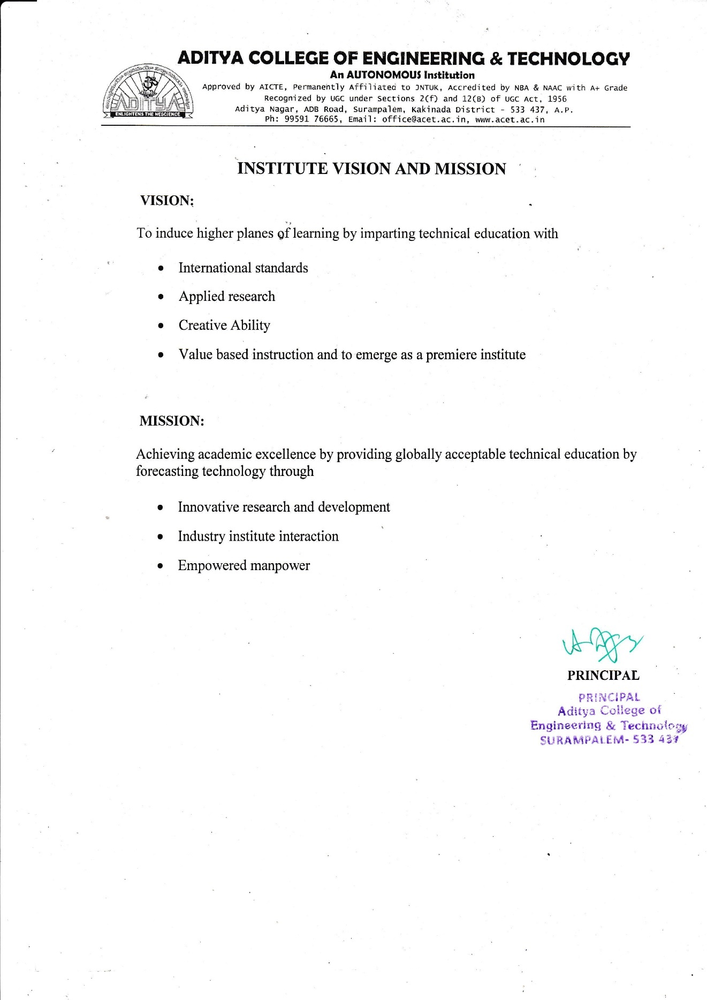 ADITYA COLLEGE OF ENGINEERING & TECHNOLOGY
An AUTONOMOUS Institution
Approved by AICTE, Permanently Affiliated to JNTUK, Accredited by NBA & NAAC with A+ Grade
Recognized by UGC under Sections 2(f) and 12(B) of UGC Act, 1956
Aditya Nagar, ADB Road, Surampalem, Kakinada District - 533 437, A.P.
Ph: 99591 76665, Email: office@acet.ac.in, www.acet.ac.in
ADITYA
ENLIGHTENS THE NESCIENCE
INSTITUTE VISION AND MISSION
VISION:
To induce higher planes of learning by imparting technical education with
• International standards
• Applied research
• Creative Ability
• Value based instruction and to emerge as a premiere institute
MISSION:
Achieving academic excellence by providing globally acceptable technical education by
forecasting technology through
• Innovative research and development
• Industry institute interaction
• Empowered manpower
PRINCIPAL
PRINCIPAL
Aditya College of
Engineering & Technology
SURAMPALEM- 533 437